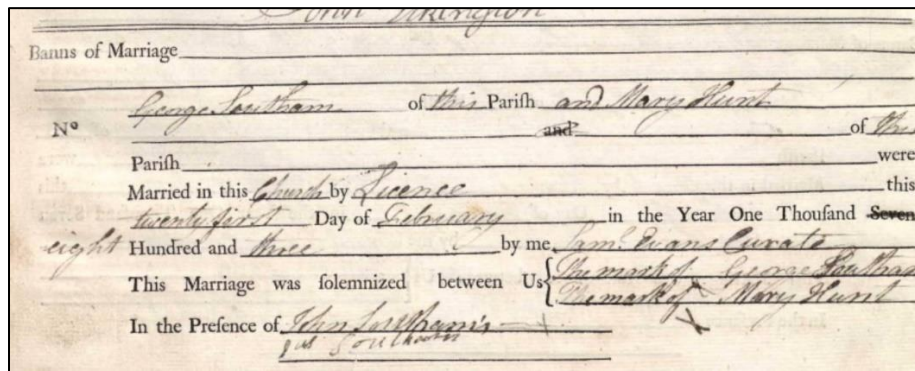 Banns of Marriage
George Southam of this Parish and Mary Hunt
No and of this
Parish were
Married in this Church by Licence this
twenty first Day of February in the Year One Thousand Seven
eight Hundred and three by me Saml. Evans Curate
This Marriage was solemnized between Us { The mark of George Southam
The mark of X Mary Hunt
In the Presence of John Southam's X